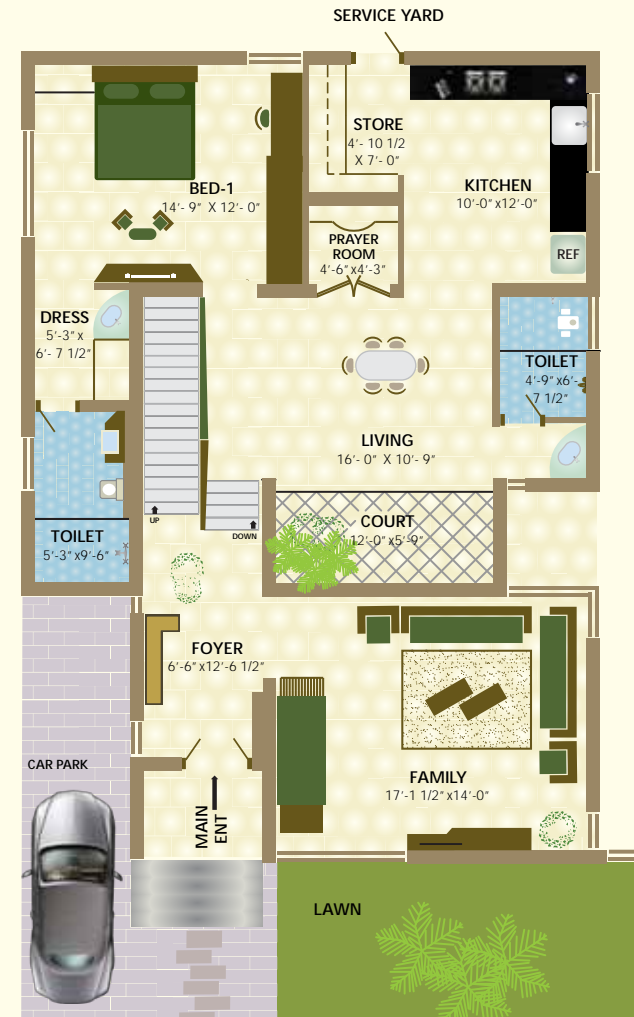 SERVICE YARD
STORE
4'- 10 1/2
X 7'- 0"
BED-1
14'- 9" X 12'- 0"
KITCHEN
10'-0"x12'-0"
PRAYER
ROOM
4'-6"x4'-3"
REF
DRESS
5'-3"x
6'- 7 1/2"
TOILET
4'-9"x6'-
7 1/2"
LIVING
16'- 0" X 10'- 9"
UP
DOWN
COURT
12'-0"x5'-9"
TOILET
5'-3"x9'-6"
FOYER
6'-6"x12'-6 1/2"
CAR PARK
FAMILY
17'-1 1/2"x14'-0"
MAIN
ENT
LAWN